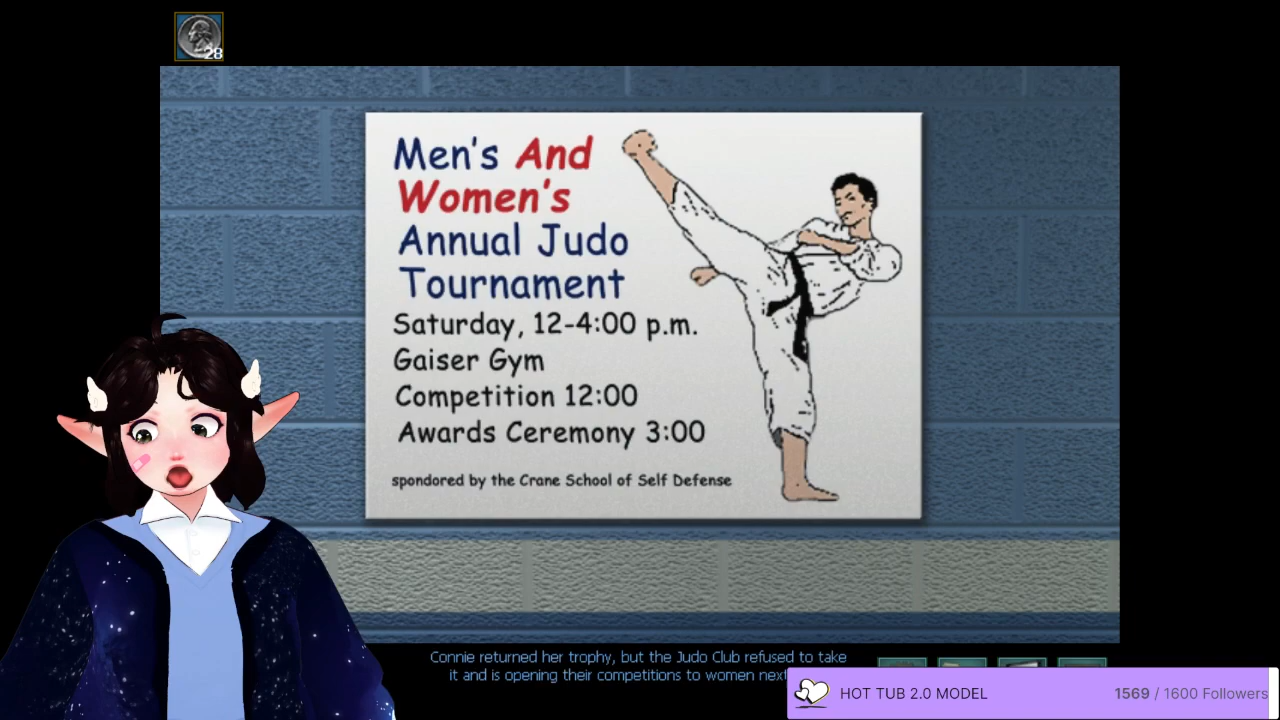 28
Men's And
Women's
Annual Judo
Tournament
Saturday, 12-4:00 p.m.
Gaiser Gym
Competition 12:00
Awards Ceremony 3:00
spondored by the Crane School of Self Defense
Connie returned her trophy, but the Judo Club refused to take
it and is opening their competitions to women next
HOT TUB 2.0 MODEL 1569 / 1600 Followers